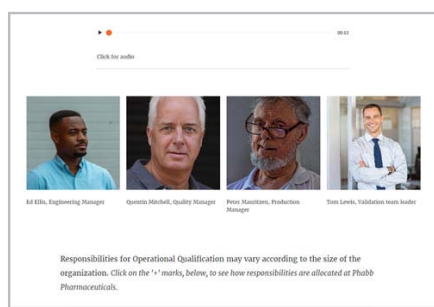 00:13
Click for audio
Ed Ellis, Engineering Manager
Quentin Mitchell, Quality Manager
Peter Mauritzen, Production
Manager
Tom Lewis, Validation team leader
Responsibilities for Operational Qualification may vary according to the size of the
organization. Click on the '+' marks, below, to see how responsibilities are allocated at Phabb
Pharmaceuticals.